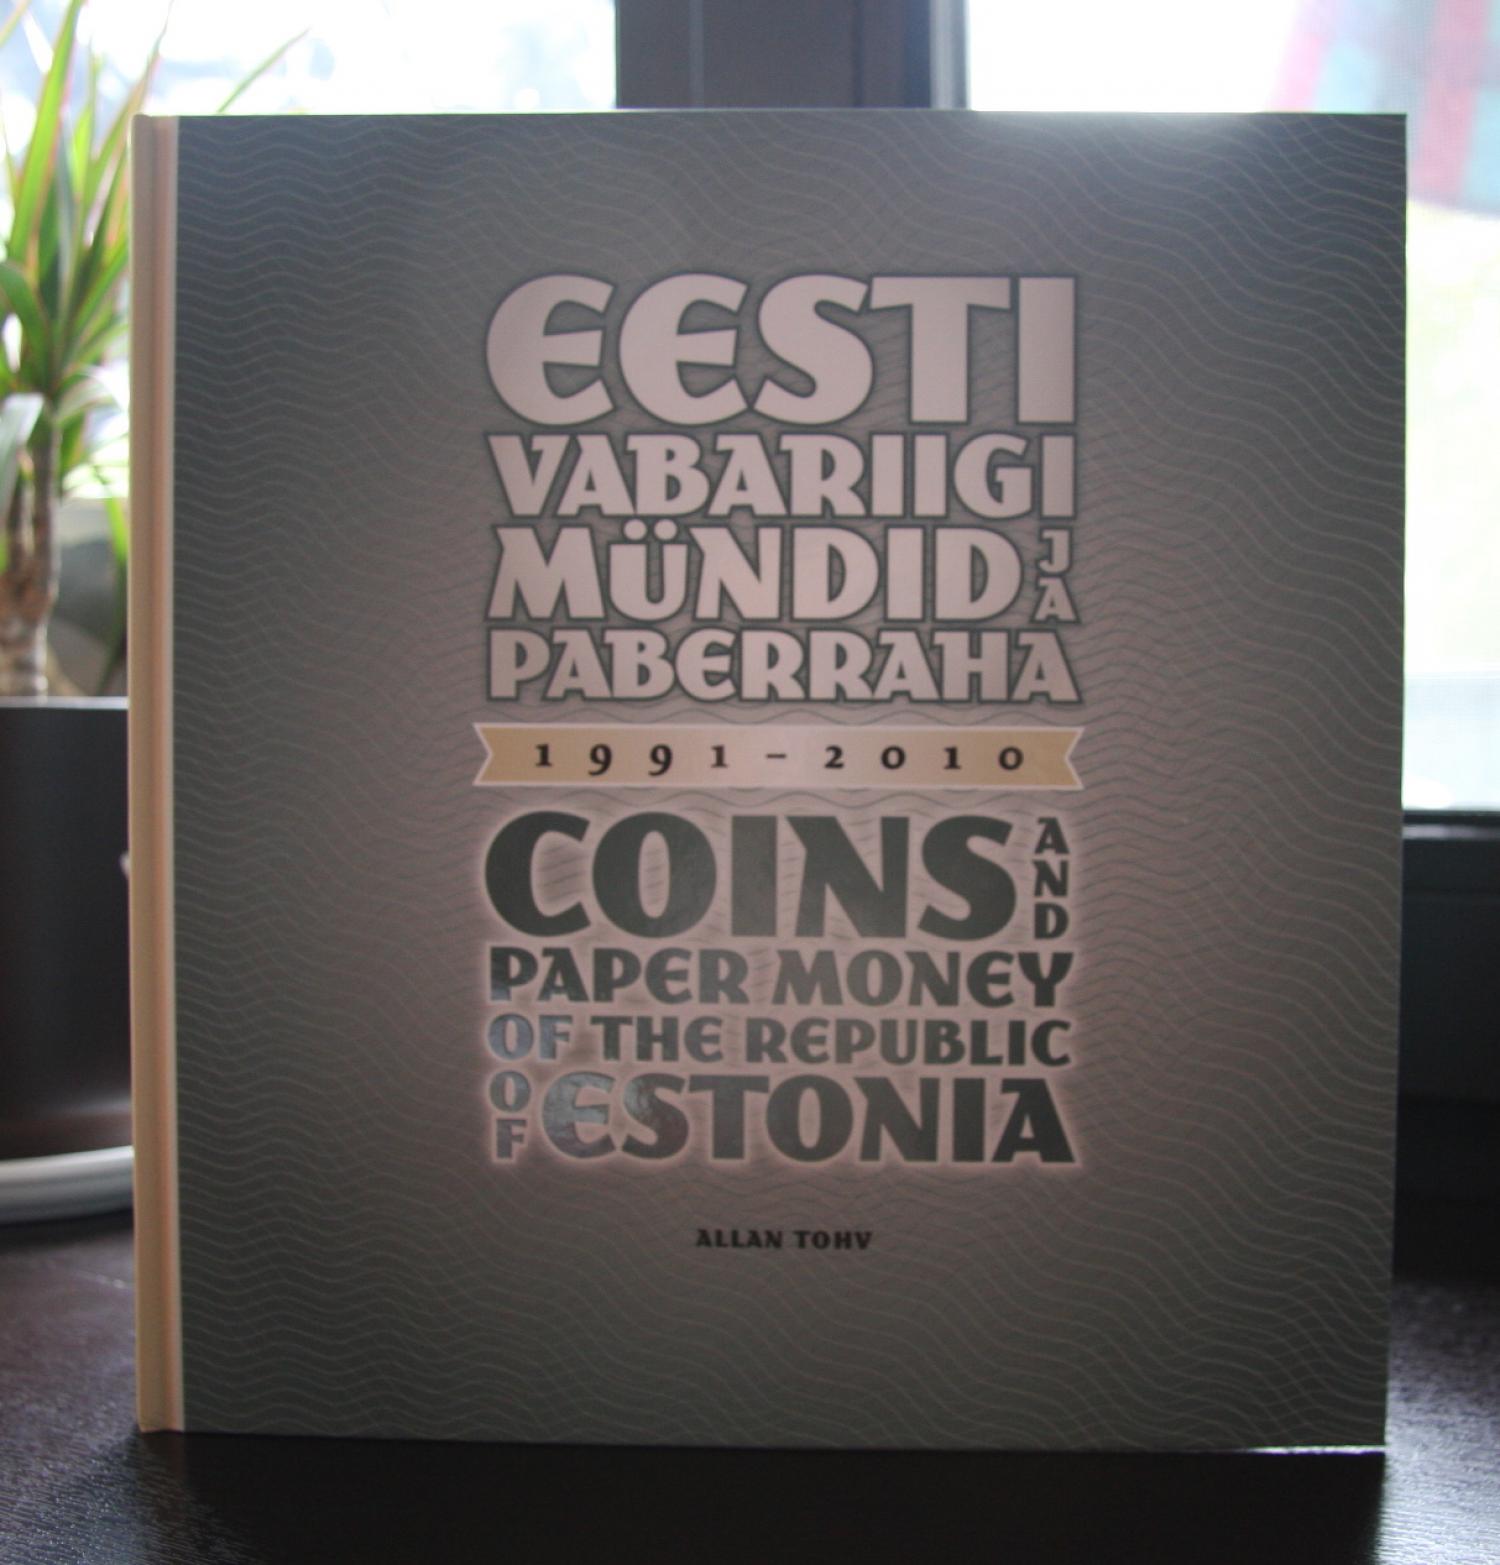 EESTI
VABARIIGI
MÜNDID JA
PABERRAHA
1991–2010
COINS AND
PAPER MONEY
OF THE REPUBLIC
OF ESTONIA
ALLAN TOHV